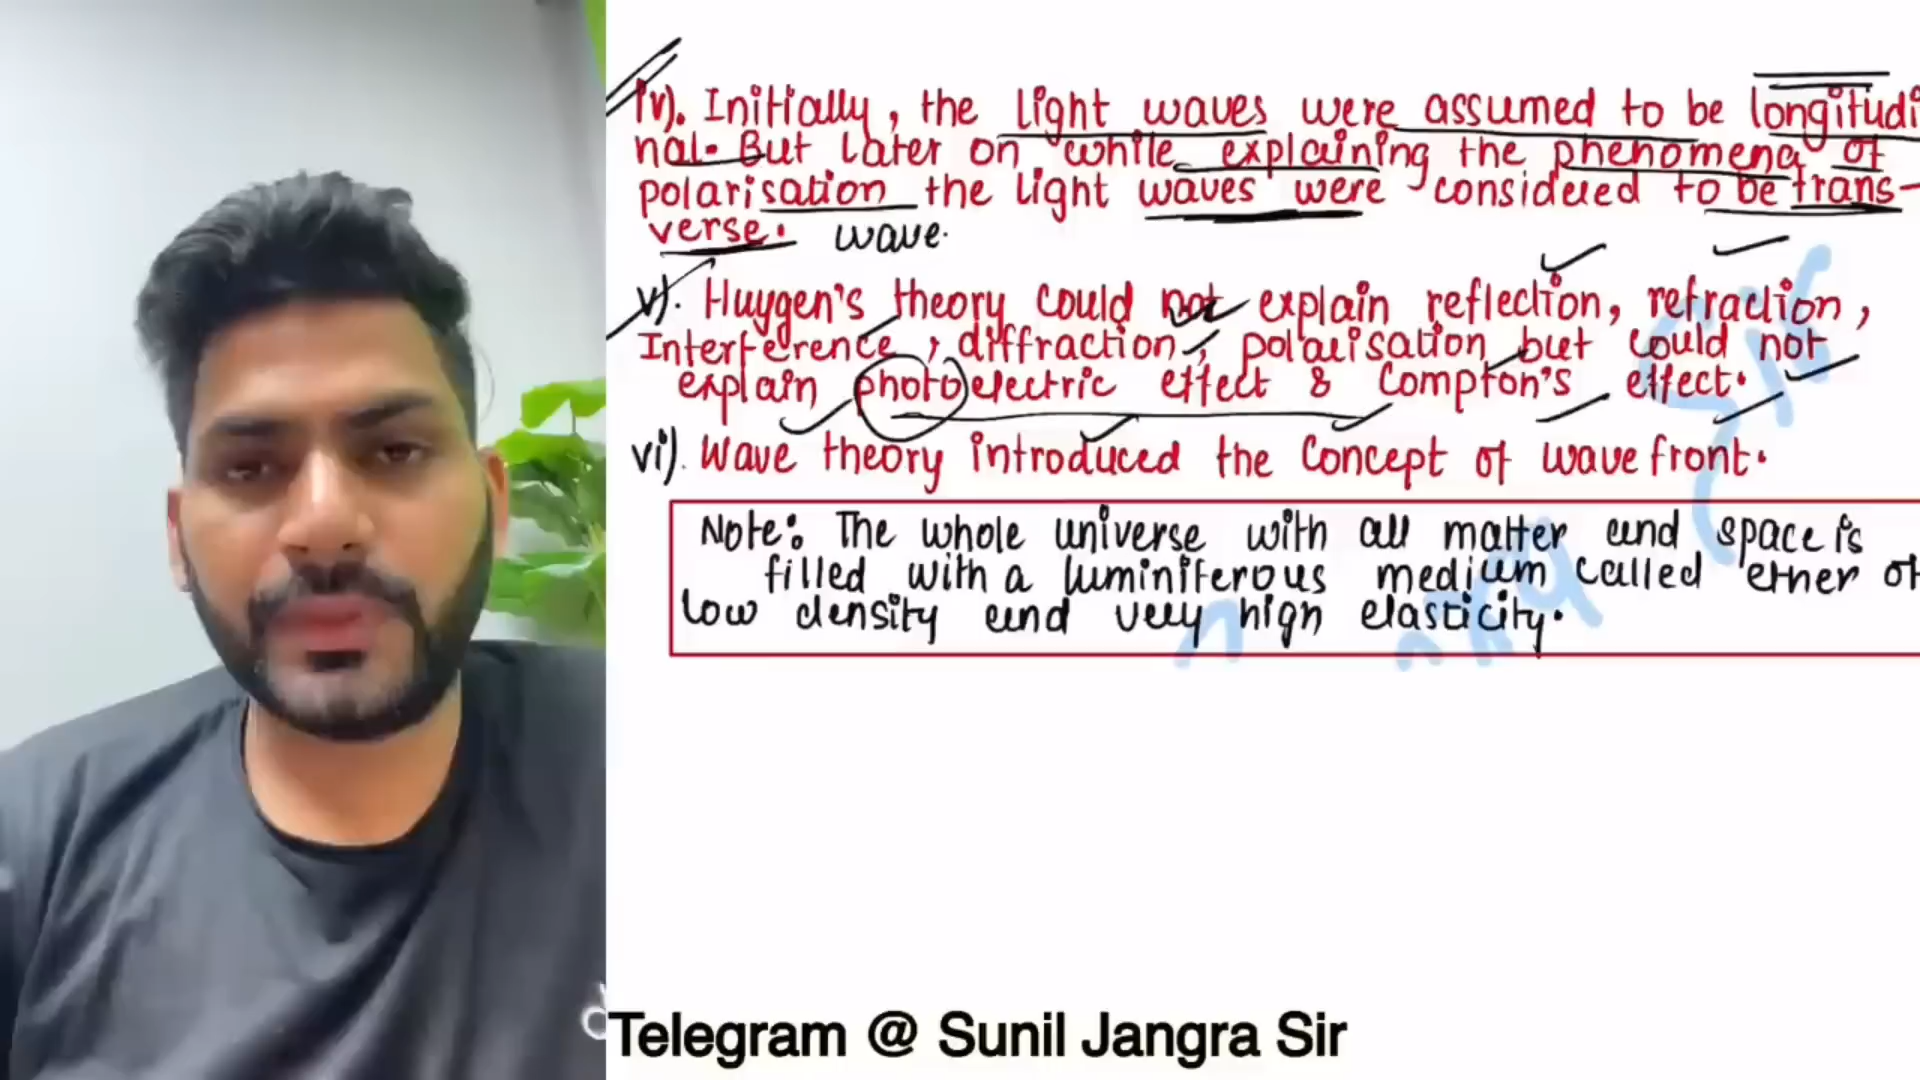 iv). Initially, the light waves were assumed to be longitudi
nal. But later on while explaining the phenomena of
polarisation the light waves were considered to be trans-
verse. wave.
v). Huygen's theory could not explain reflection, refraction,
Interference, diffraction, polarisation but could not
explain photoelectric effect & Compton's effect.
vi). Wave theory introduced the Concept of wavefront.
Note: The whole universe with all matter and space is
filled with a luminiferous medium called ether of
low density and very high elasticity.
Telegram @ Sunil Jangra Sir